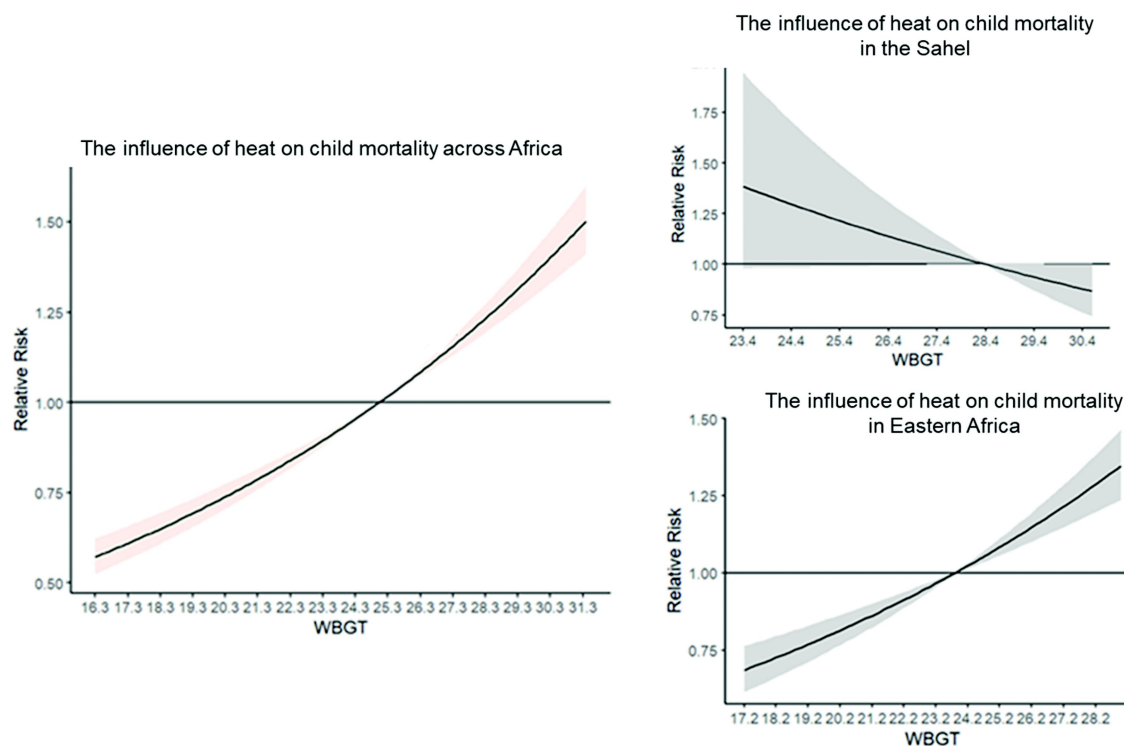 The influence of heat on child mortality across Africa
Relative Risk
1.50
1.25
1.00
0.75
0.50
16.3 17.3 18.3 19.3 20.3 21.3 22.3 23.3 24.3 25.3 26.3 27.3 28.3 29.3 30.3 31.3
WBGT
The influence of heat on child mortality
in the Sahel
Relative Risk
1.75
1.50
1.25
1.00
0.75
23.4 24.4 25.4 26.4 27.4 28.4 29.4 30.4
WBGT
The influence of heat on child mortality
in Eastern Africa
Relative Risk
1.50
1.25
1.00
0.75
17.2 18.2 19.2 20.2 21.2 22.2 23.2 24.2 25.2 26.2 27.2 28.2
WBGT